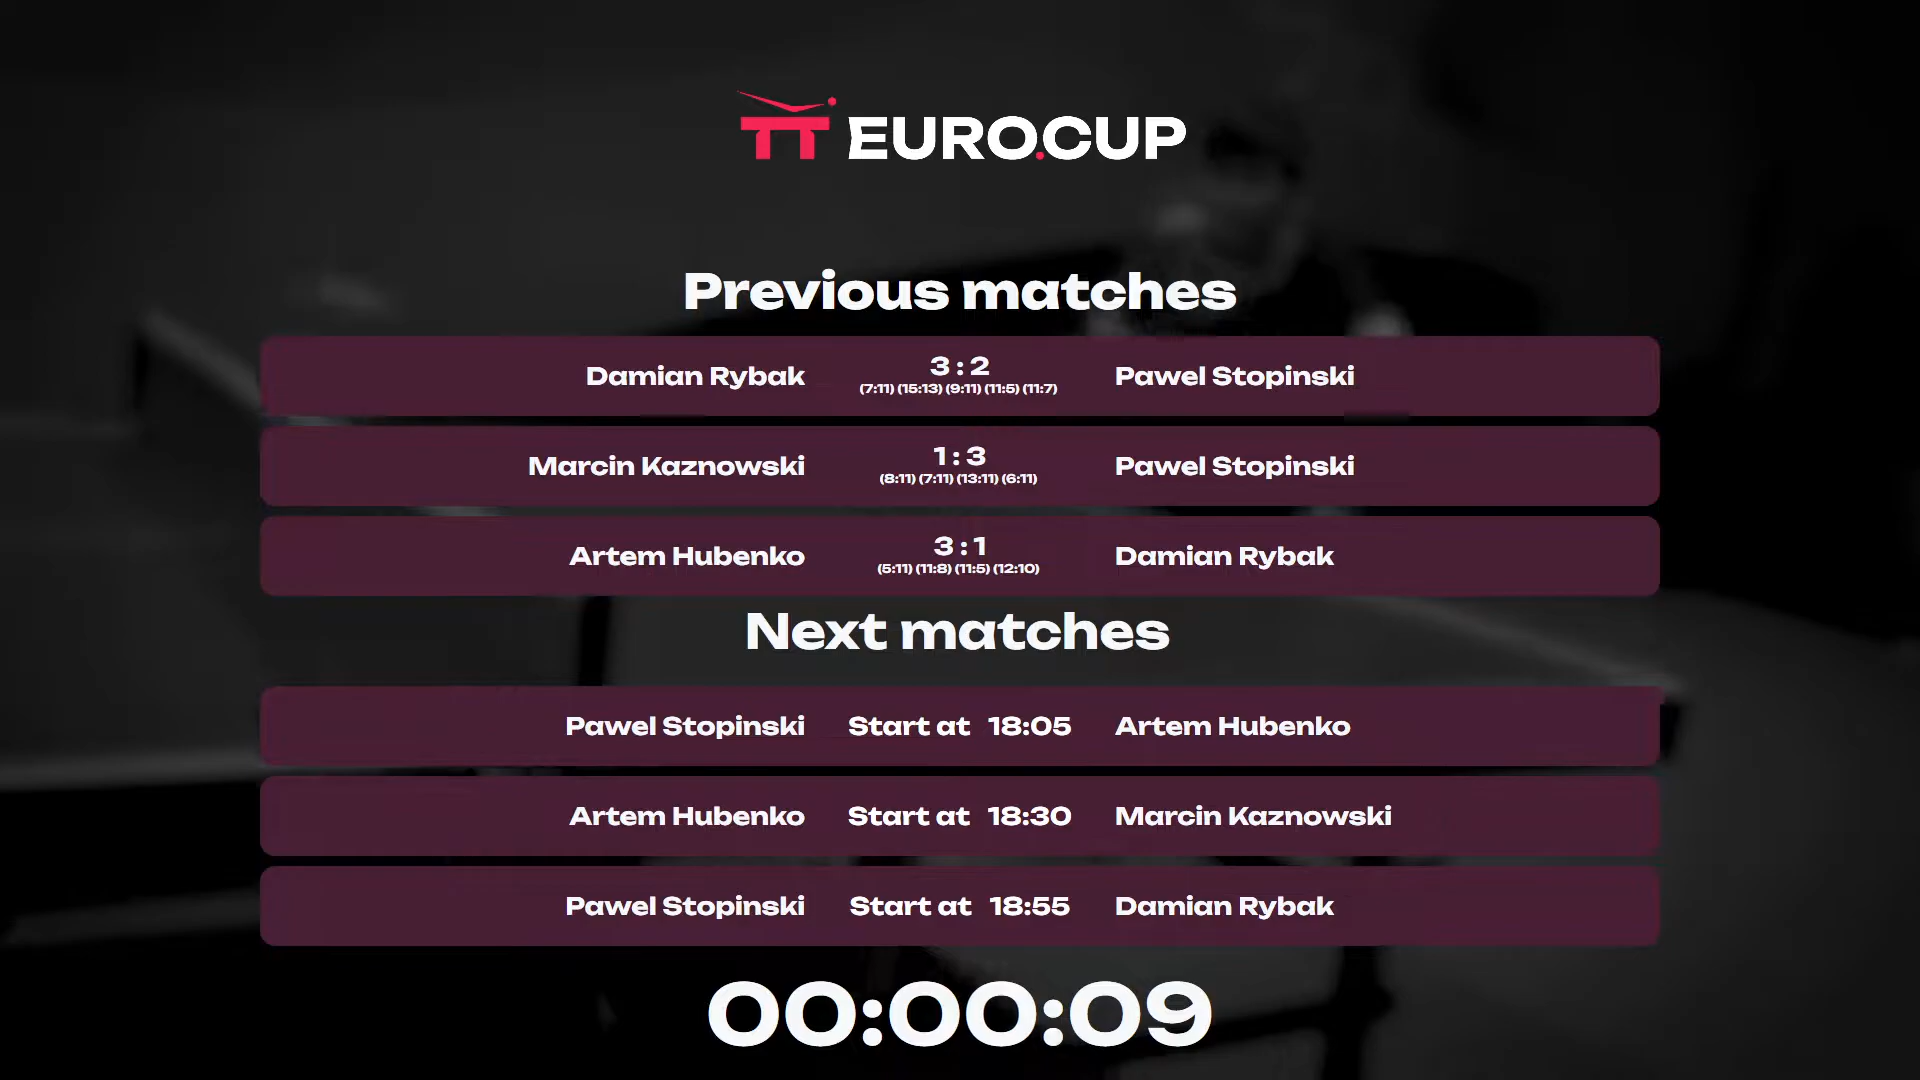 TT EURO.CUP
Previous matches
Damian Rybak 3 : 2 Pawel Stopinski
(7:11) (15:13) (9:11) (11:5) (11:7)
Marcin Kaznowski 1 : 3 Pawel Stopinski
(8:11) (7:11) (13:11) (6:11)
Artem Hubenko 3 : 1 Damian Rybak
(5:11) (11:8) (11:5) (12:10)
Next matches
Pawel Stopinski Start at 18:05 Artem Hubenko
Artem Hubenko Start at 18:30 Marcin Kaznowski
Pawel Stopinski Start at 18:55 Damian Rybak
00:00:09